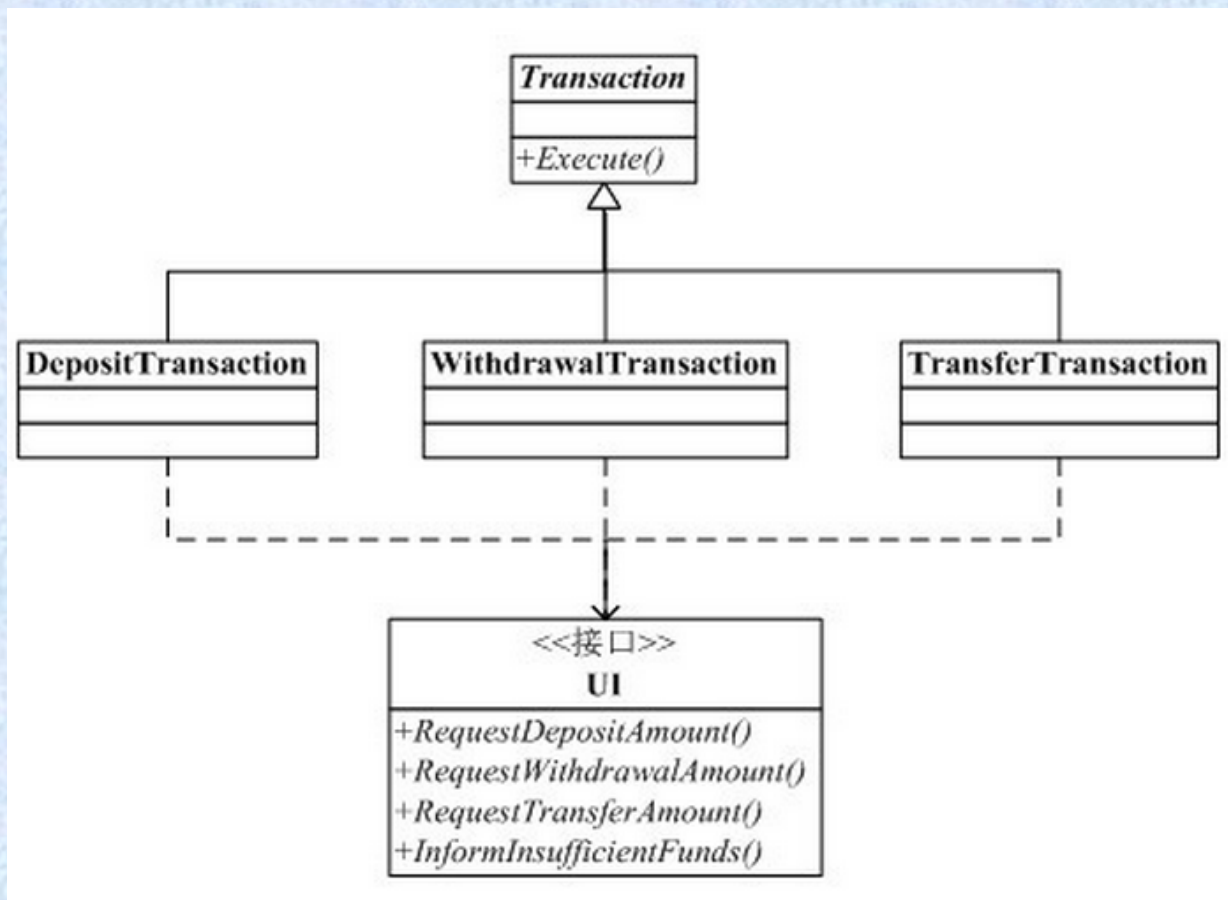 Transaction
+Execute()
DepositTransaction
WithdrawalTransaction
TransferTransaction
<<接口>>
UI
+RequestDepositAmount()
+RequestWithdrawalAmount()
+RequestTransferAmount()
+InformInsufficientFunds()